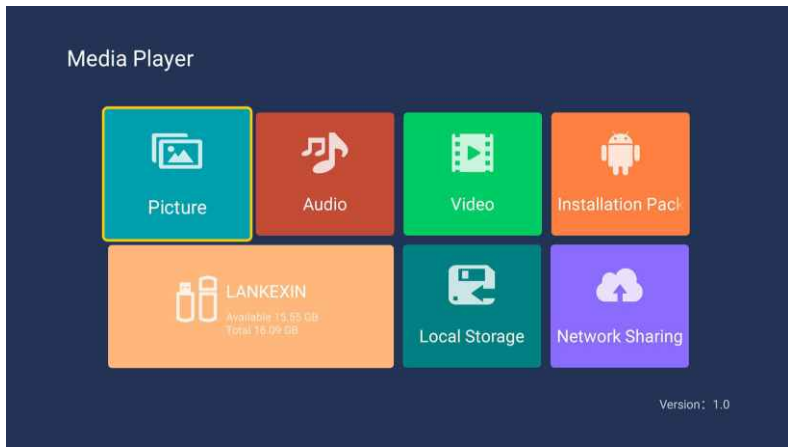 Media Player
Picture
Audio
Video
Installation Pack
LANKEXIN
Available 15.55 GB
Total 16.09 GB
Local Storage
Network Sharing
Version: 1.0